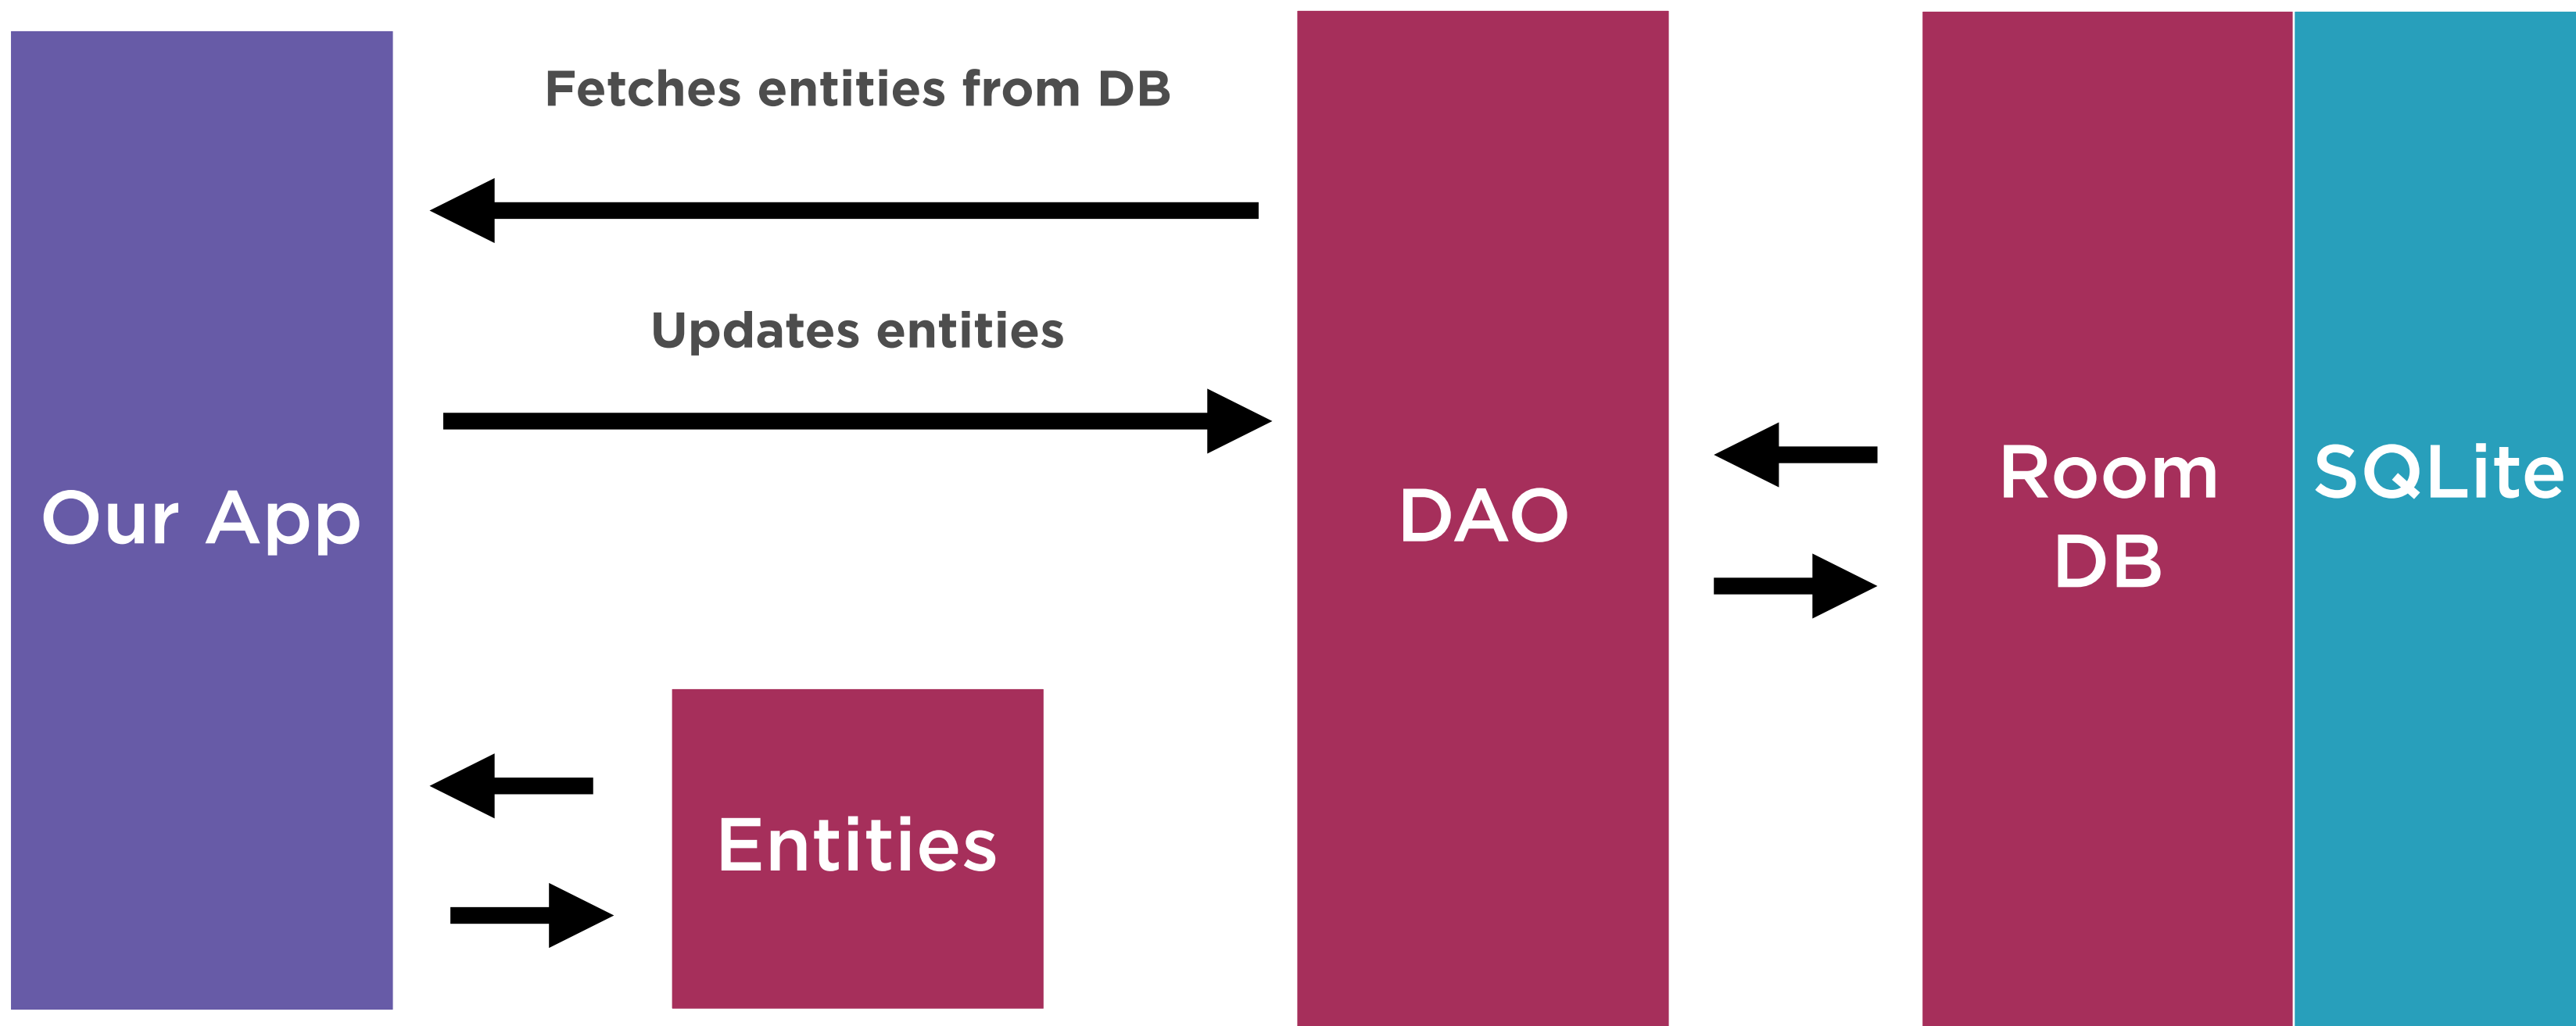 Fetches entities from DB
Updates entities
Our App
DAO
Room
DB
SQLite
Entities